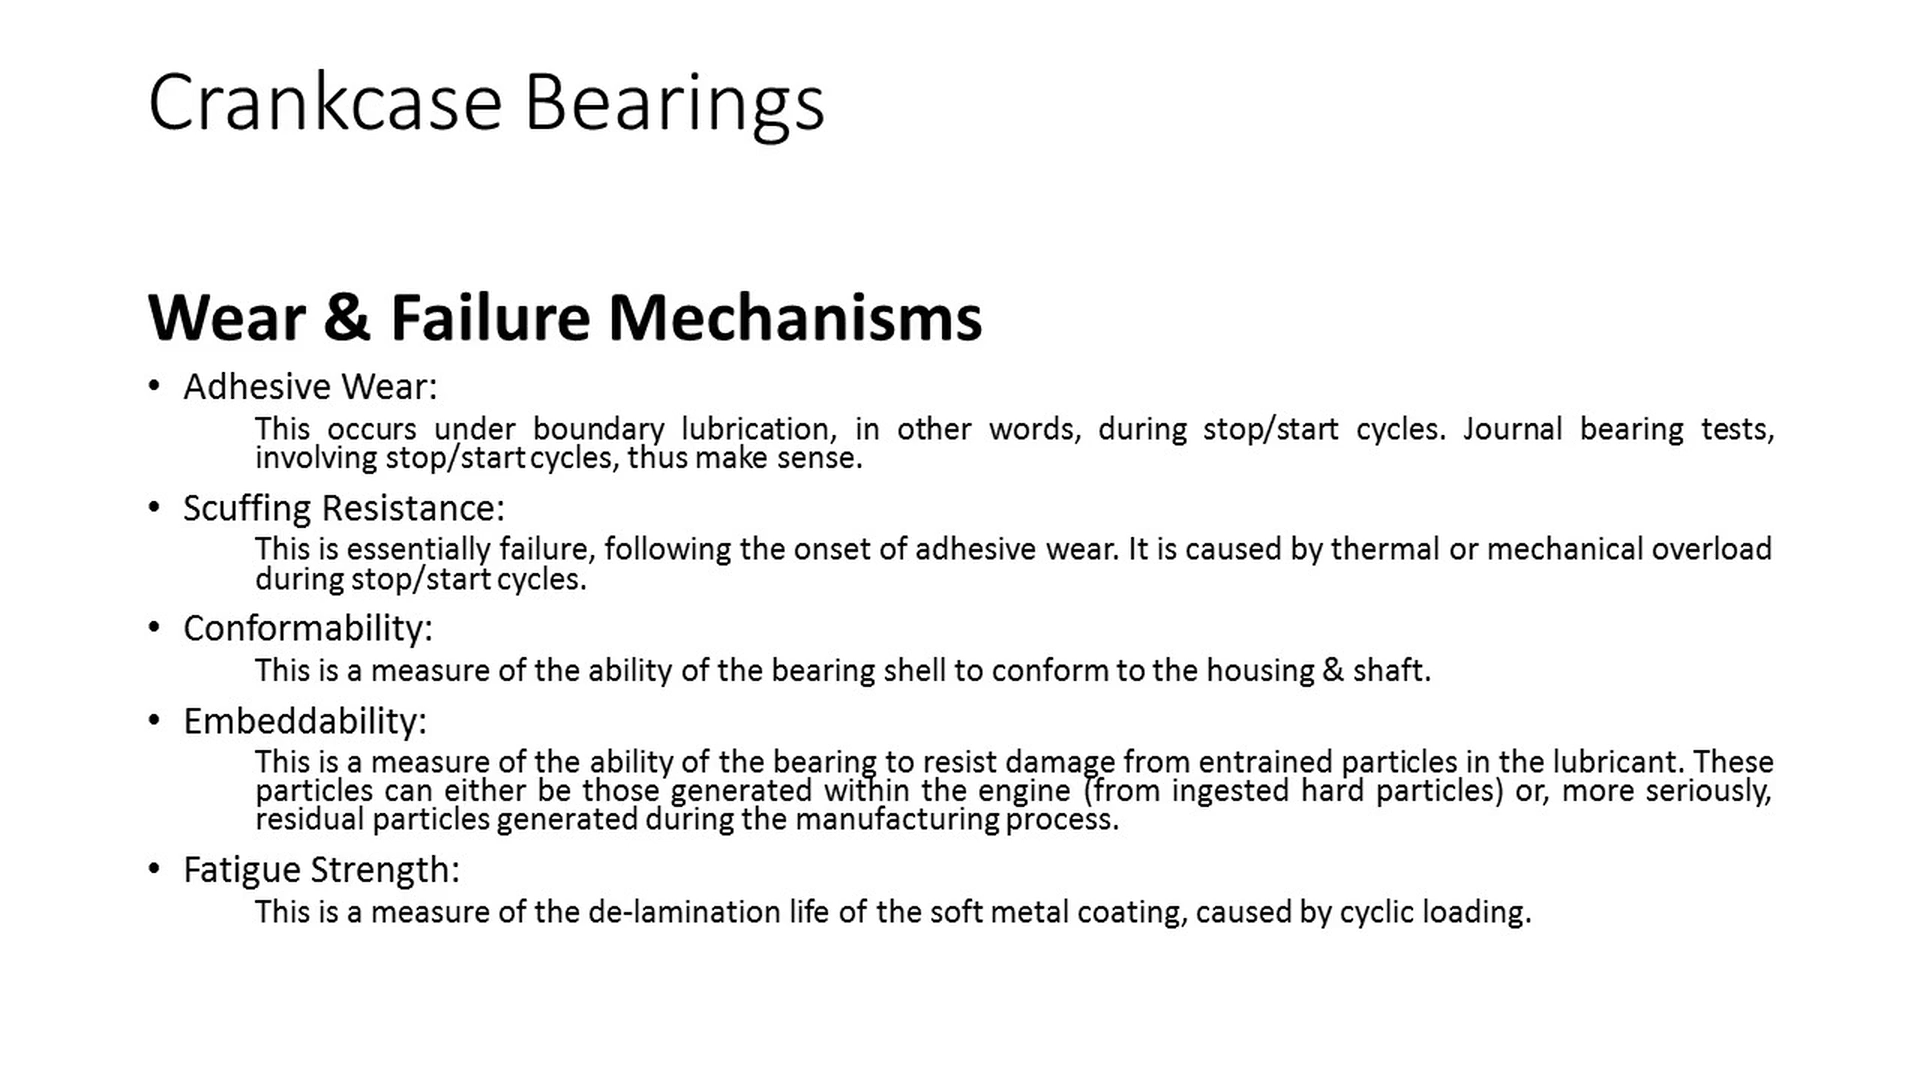 Crankcase Bearings
Wear & Failure Mechanisms
• Adhesive Wear:
This occurs under boundary lubrication, in other words, during stop/start cycles. Journal bearing tests,
involving stop/start cycles, thus make sense.
• Scuffing Resistance:
This is essentially failure, following the onset of adhesive wear. It is caused by thermal or mechanical overload
during stop/start cycles.
• Conformability:
This is a measure of the ability of the bearing shell to conform to the housing & shaft.
• Embeddability:
This is a measure of the ability of the bearing to resist damage from entrained particles in the lubricant. These
particles can either be those generated within the engine (from ingested hard particles) or, more seriously,
residual particles generated during the manufacturing process.
• Fatigue Strength:
This is a measure of the de-lamination life of the soft metal coating, caused by cyclic loading.